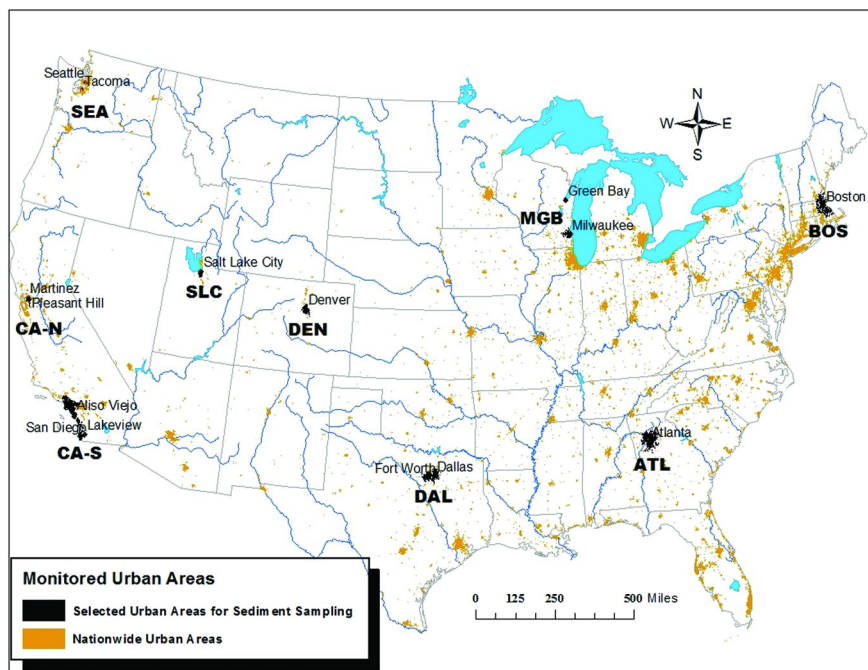 Seattle
Tacoma
SEA
N
W E
S
Green Bay
MGB
Milwaukee
Boston
BOS
Salt Lake City
SLC
Martinez
Pleasant Hill
CA-N
Denver
DEN
Aliso Viejo
San Diego
Lakeview
CA-S
Atlanta
ATL
Fort Worth
Dallas
DAL
Monitored Urban Areas
Selected Urban Areas for Sediment Sampling
Nationwide Urban Areas
0 125 250 500 Miles